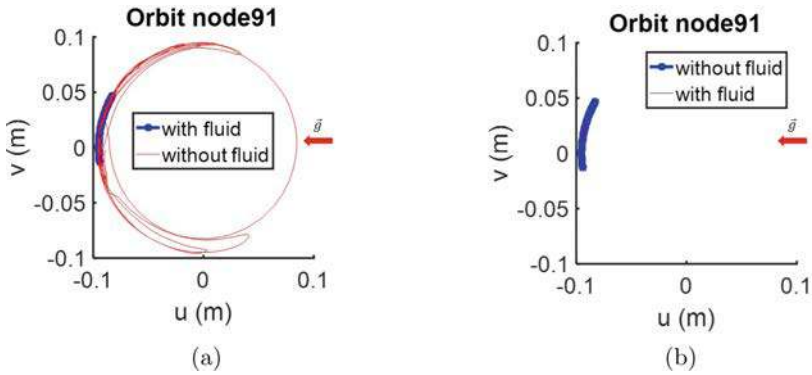 Orbit node91
0.1
0.05
0
-0.05
-0.1
v (m)
with fluid
without fluid
g⃗
-0.1
0
0.1
u (m)
(a)
Orbit node91
0.1
0.05
0
-0.05
-0.1
v (m)
without fluid
with fluid
g⃗
-0.1
0
0.1
u (m)
(b)